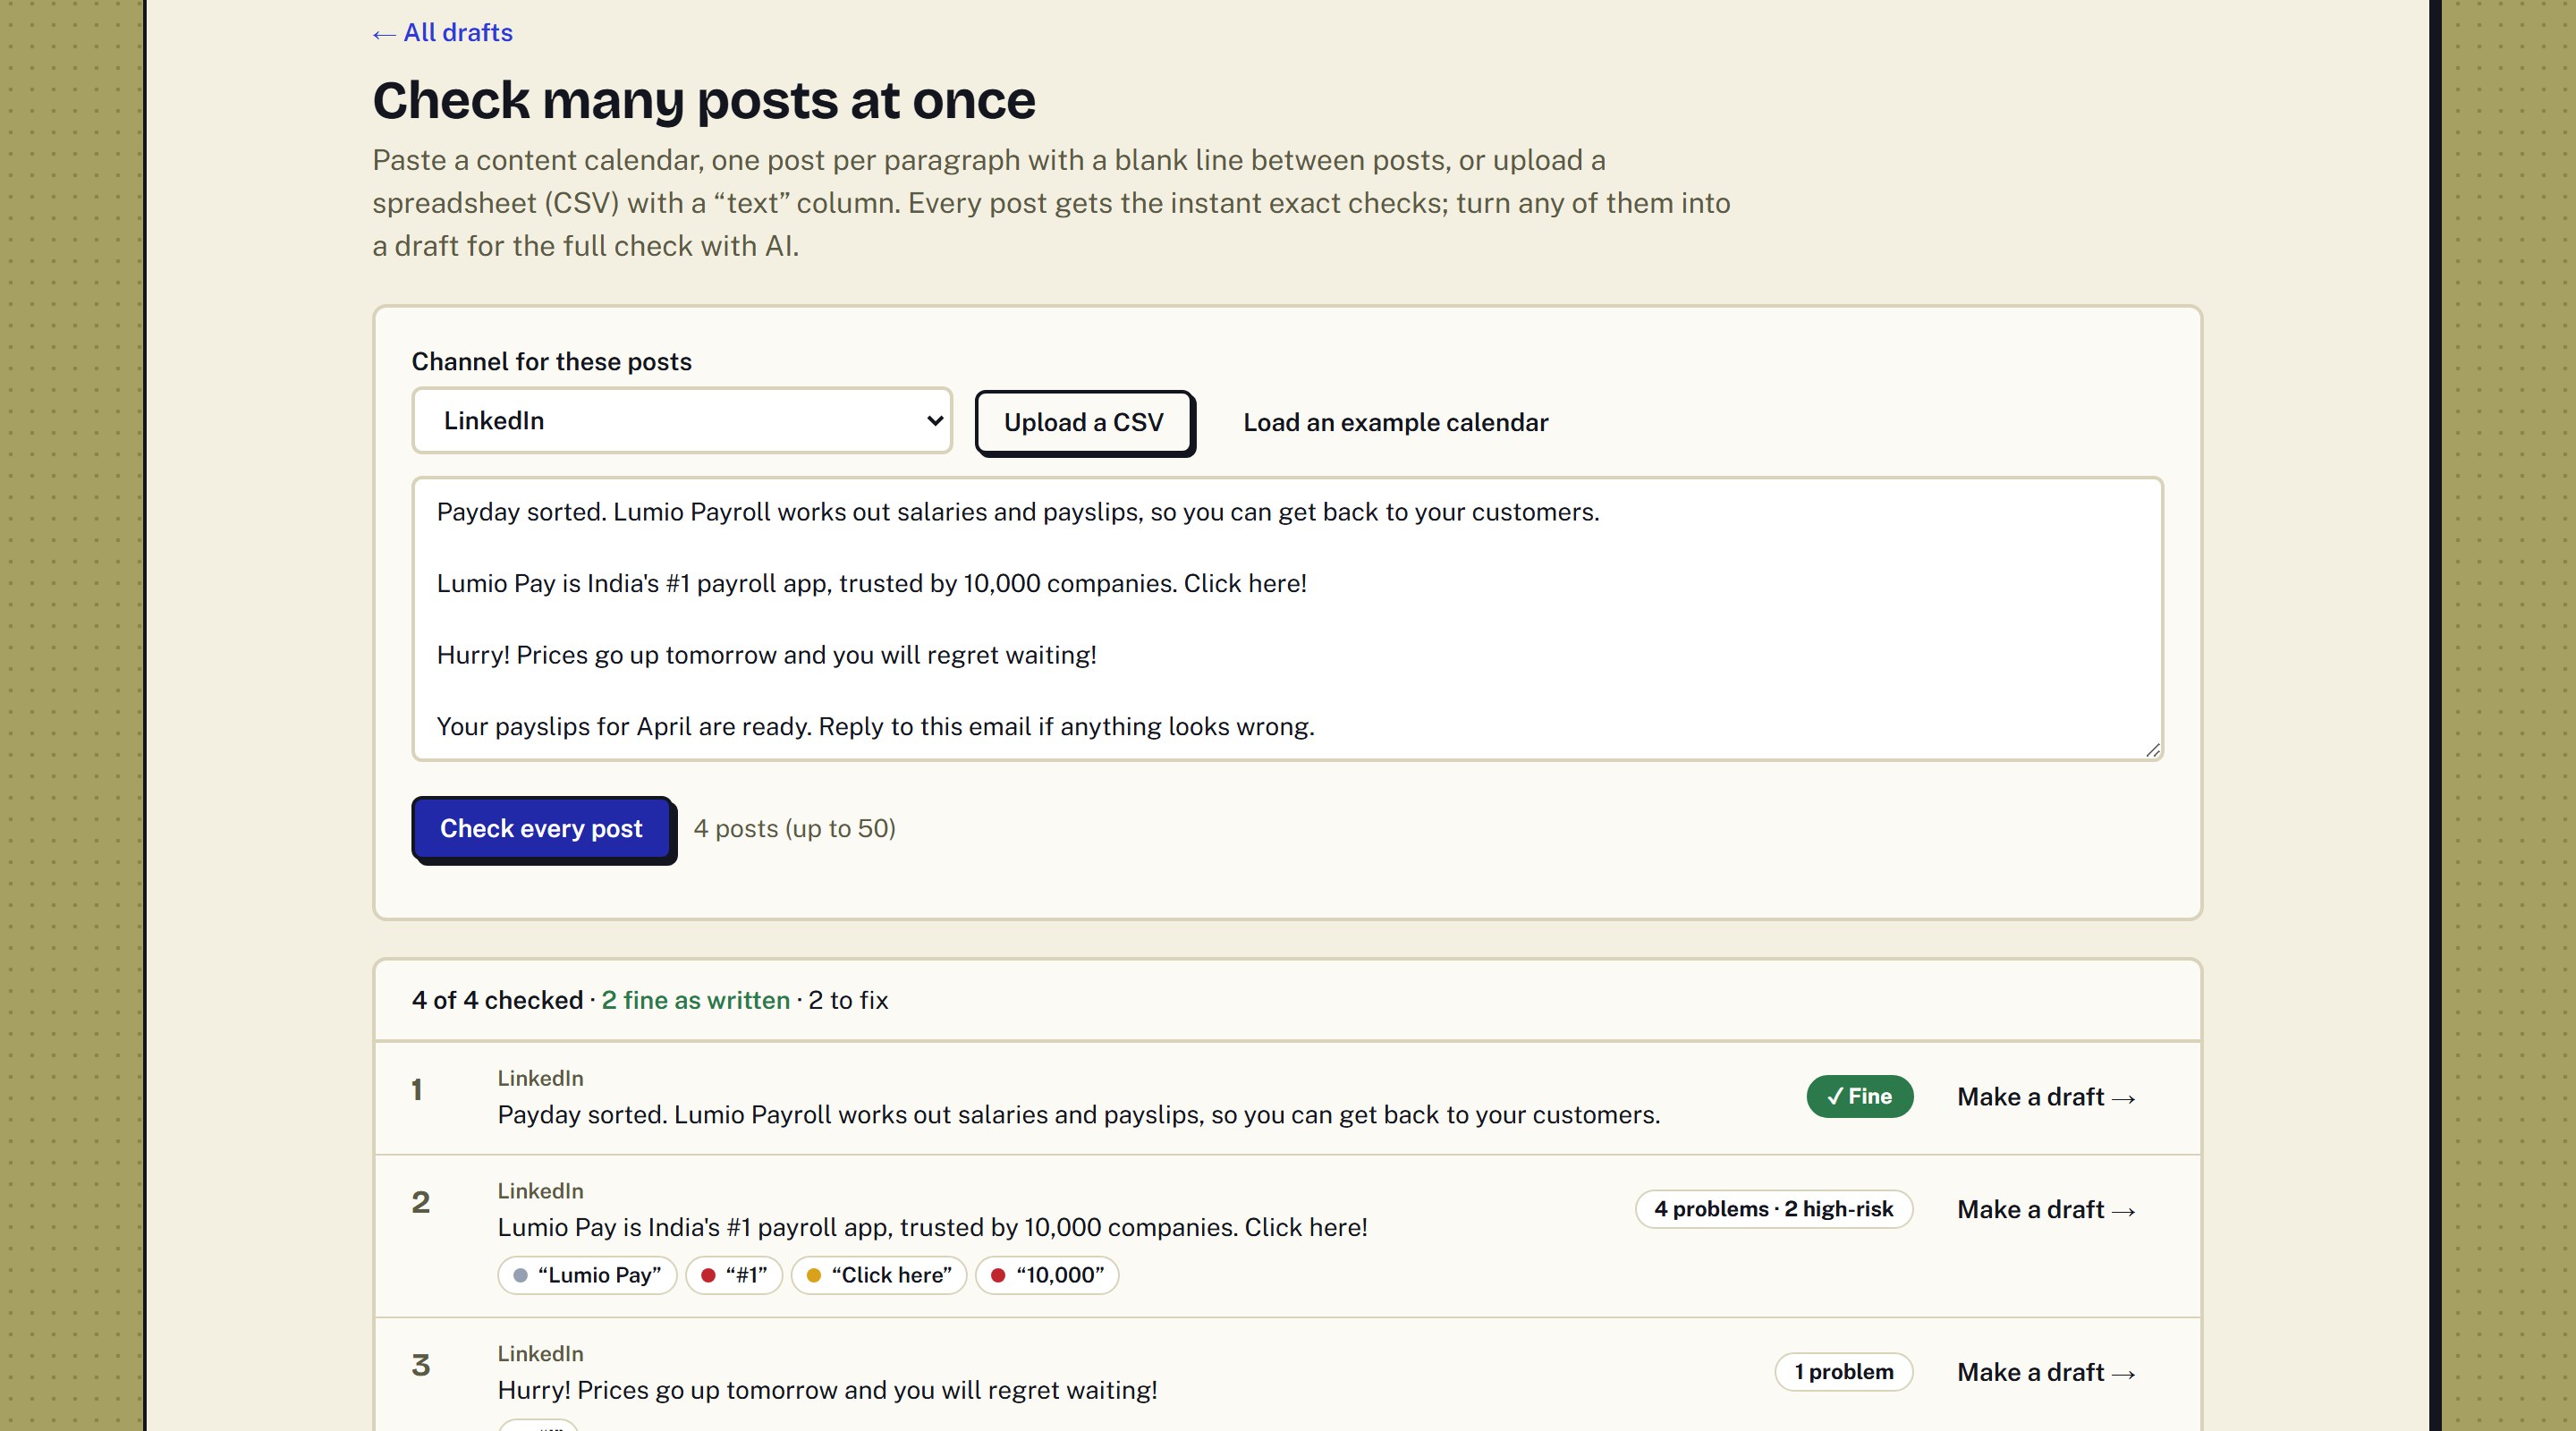 ← All drafts
Check many posts at once
Paste a content calendar, one post per paragraph with a blank line between posts, or upload a
spreadsheet (CSV) with a “text” column. Every post gets the instant exact checks; turn any of them into
a draft for the full check with AI.
Channel for these posts
LinkedIn
Upload a CSV
Load an example calendar
Payday sorted. Lumio Payroll works out salaries and payslips, so you can get back to your customers.
Lumio Pay is India's #1 payroll app, trusted by 10,000 companies. Click here!
Hurry! Prices go up tomorrow and you will regret waiting!
Your payslips for April are ready. Reply to this email if anything looks wrong.
Check every post
4 posts (up to 50)
4 of 4 checked · 2 fine as written · 2 to fix
1
LinkedIn
Payday sorted. Lumio Payroll works out salaries and payslips, so you can get back to your customers.
✓ Fine
Make a draft →
2
LinkedIn
Lumio Pay is India's #1 payroll app, trusted by 10,000 companies. Click here!
“Lumio Pay” “#1” “Click here” “10,000”
4 problems · 2 high-risk
Make a draft →
3
LinkedIn
Hurry! Prices go up tomorrow and you will regret waiting!
1 problem
Make a draft →